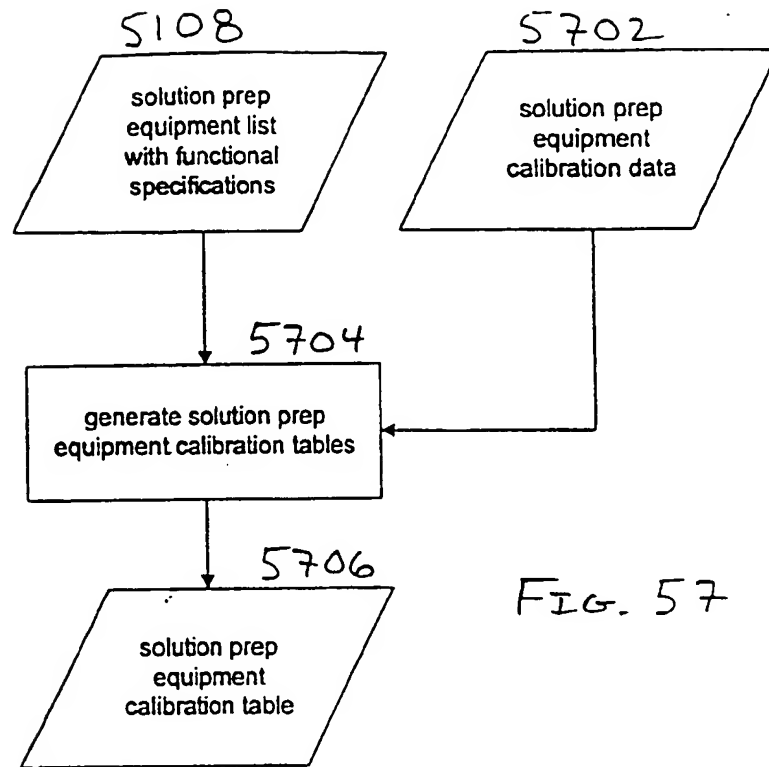 5108
solution prep
equipment list
with functional
specifications
5702
solution prep
equipment
calibration data
5704
generate solution prep
equipment calibration tables
5706
solution prep
equipment
calibration table
FIG. 57